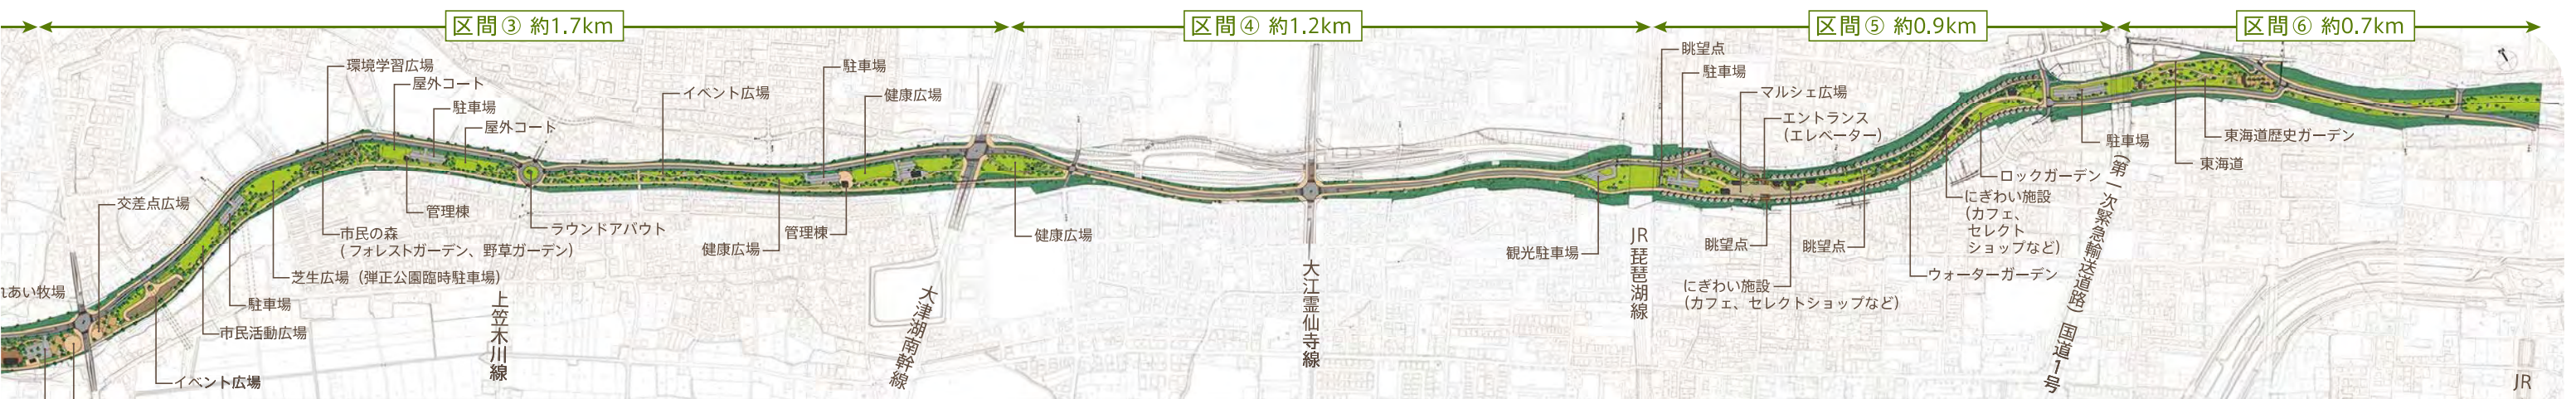 区間③ 約1.7km
区間④ 約1.2km
区間⑤ 約0.9km
区間⑥ 約0.7km
環境学習広場
屋外コート
駐車場
屋外コート
イベント広場
駐車場
健康広場
交差点広場
管理棟
市民の森
(フォレストガーデン、野草ガーデン)
ラウンドアバウト
芝生広場(弾正公園臨時駐車場)
れあい牧場
駐車場
市民活動広場
イベント広場
上笠木川線
健康広場
管理棟
大津湖南幹線
健康広場
大江霊仙寺線
観光駐車場
JR琵琶湖線
眺望点
駐車場
マルシェ広場
エントランス
(エレベーター)
眺望点
眺望点
にぎわい施設
(カフェ、セレクトショップなど)
ロックガーデン
にぎわい施設
(カフェ、
セレクト
ショップなど)
ウォーターガーデン
駐車場
(第一次緊急輸送道路)国道1号
東海道歴史ガーデン
東海道
JR